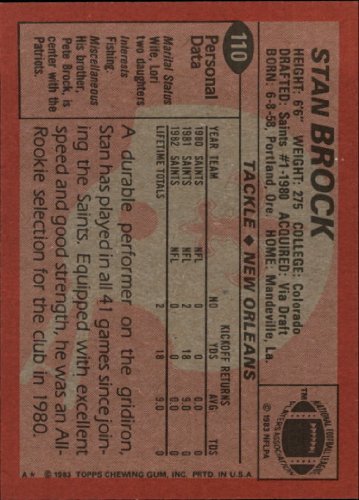 STAN BROCK
HEIGHT: 6'6" WEIGHT: 275 COLLEGE: Colorado
DRAFTED: Saints #1-1980 ACQUIRED: Via Draft
BORN: 6-8-58, Portland, Ore. HOME: Mandeville, La.
NATIONAL FOOTBALL LEAGUE
PLAYERS ASSOCIATION
TM
© 1983 NFLPA
110
TACKLE ◆ NEW ORLEANS
Personal
Data
Marital Status
Wife, Lori
two daughters
Interests
Fishing.
Miscellaneous
His brother,
Pete Brock, is
center with the
Patriots.
KICKOFF RETURNS
YEAR TEAM NO YDS AVG TDS
1980 SAINTS NFL 2 18 9.0 0
1981 SAINTS NFL 0 0 0
1982 SAINTS NFL 0 0 0
LIFETIME TOTALS 2 18 9.0 0
A durable performer on the gridiron,
Stan has played in all 41 games since join-
ing the Saints. Equipped with excellent
speed and good strength, he was an All-
Rookie selection for the club in 1980.
A* © 1983 TOPPS CHEWING GUM, INC. PRTD. IN U.S.A.